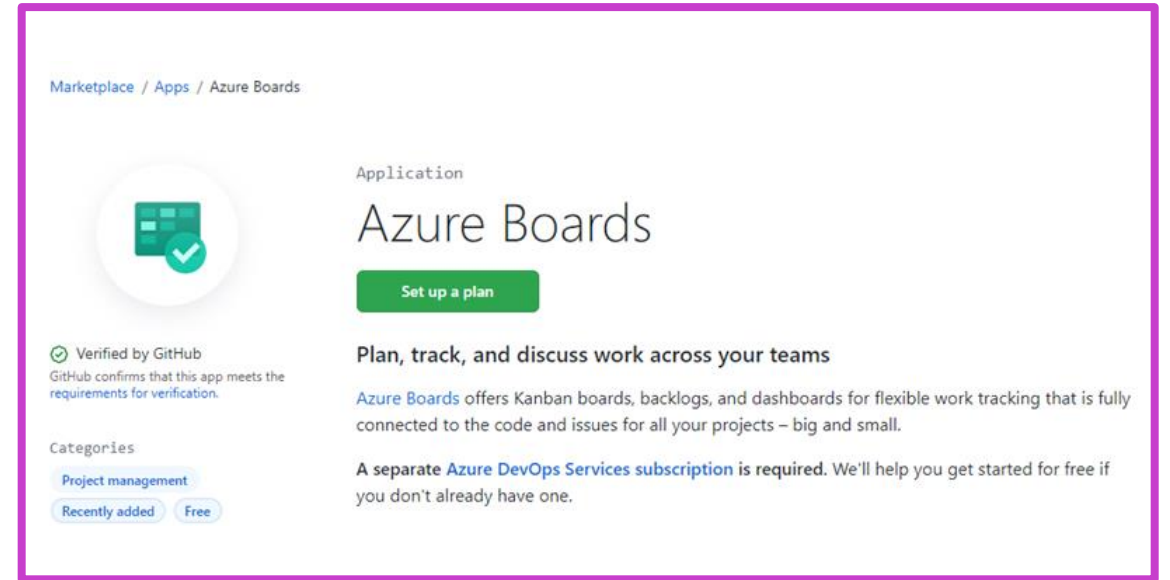 Marketplace / Apps / Azure Boards
Application
Azure Boards
Set up a plan
Verified by GitHub
GitHub confirms that this app meets the
requirements for verification.
Categories
Project management
Recently added Free
Plan, track, and discuss work across your teams
Azure Boards offers Kanban boards, backlogs, and dashboards for flexible work tracking that is fully
connected to the code and issues for all your projects – big and small.
A separate Azure DevOps Services subscription is required. We'll help you get started for free if
you don't already have one.